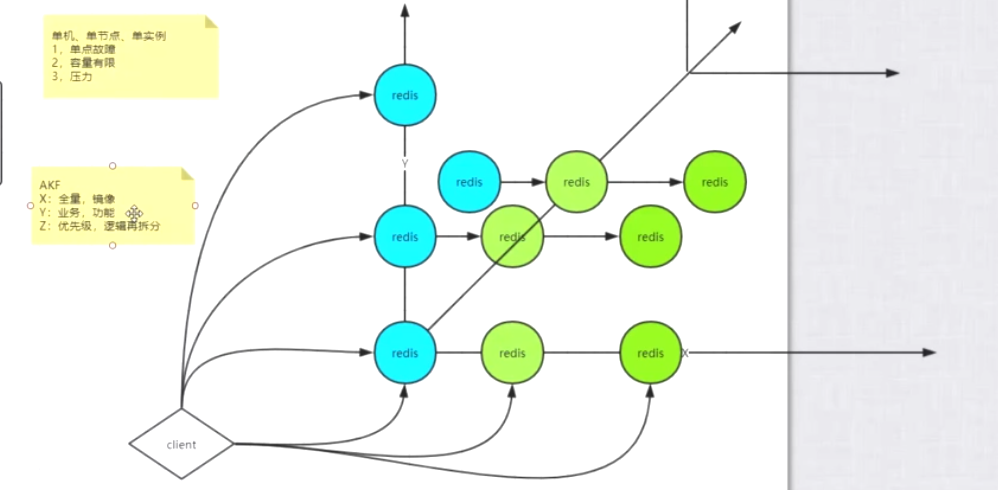 单机、单节点、单实例
1，单点故障
2，容量有限
3，压力
redis
Y
AKF
X：全量，镜像
Y：业务，功能
Z：优先级，逻辑再拆分
redis
redis
redis
redis
redis
redis
redis
redis
redis
X
client